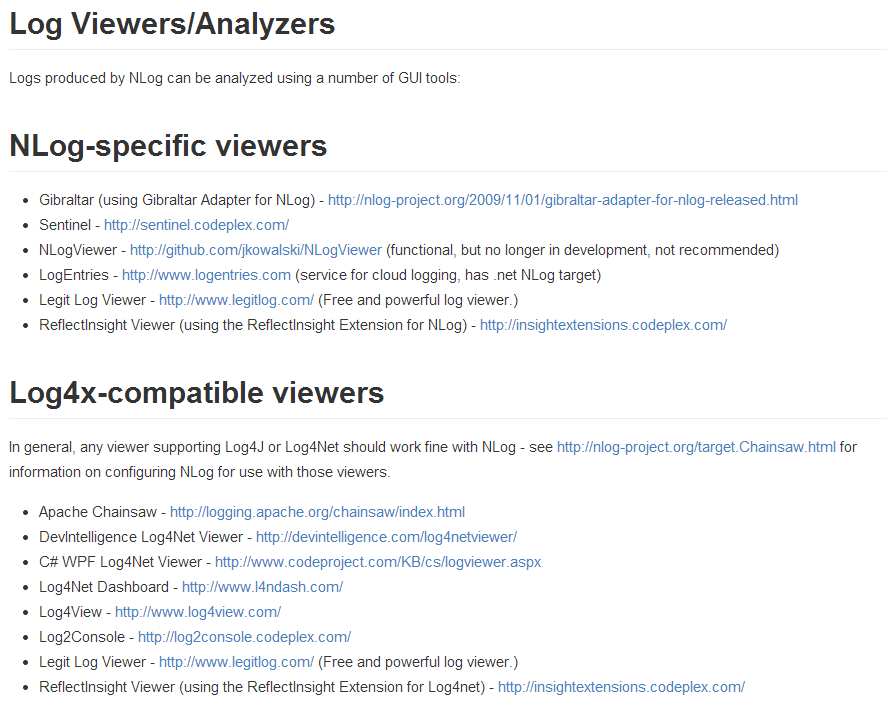 Log Viewers/Analyzers
Logs produced by NLog can be analyzed using a number of GUI tools:
NLog-specific viewers
• Gibraltar (using Gibraltar Adapter for NLog) - http://nlog-project.org/2009/11/01/gibraltar-adapter-for-nlog-released.html
• Sentinel - http://sentinel.codeplex.com/
• NLogViewer - http://github.com/jkowalski/NLogViewer (functional, but no longer in development, not recommended)
• LogEntries - http://www.logentries.com (service for cloud logging, has .net NLog target)
• Legit Log Viewer - http://www.legitlog.com/ (Free and powerful log viewer.)
• ReflectInsight Viewer (using the ReflectInsight Extension for NLog) - http://insightextensions.codeplex.com/
Log4x-compatible viewers
In general, any viewer supporting Log4J or Log4Net should work fine with NLog - see http://nlog-project.org/target.Chainsaw.html for
information on configuring NLog for use with those viewers.
• Apache Chainsaw - http://logging.apache.org/chainsaw/index.html
• DevIntelligence Log4Net Viewer - http://devintelligence.com/log4netviewer/
• C# WPF Log4Net Viewer - http://www.codeproject.com/KB/cs/logviewer.aspx
• Log4Net Dashboard - http://www.l4ndash.com/
• Log4View - http://www.log4view.com/
• Log2Console - http://log2console.codeplex.com/
• Legit Log Viewer - http://www.legitlog.com/ (Free and powerful log viewer.)
• ReflectInsight Viewer (using the ReflectInsight Extension for Log4net) - http://insightextensions.codeplex.com/